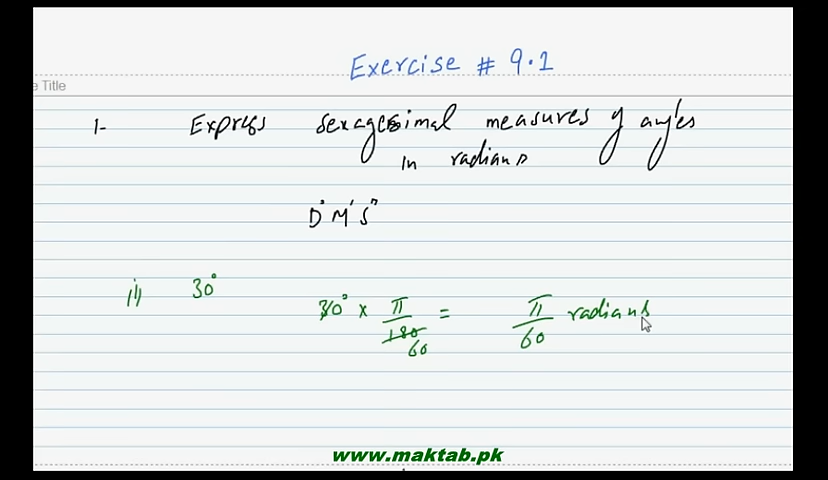 Exercise # 9.1
e Title
1- Express sexagesimal measures of angles
in radians
D° M' S"
i) 30° 30° × π/180 = π/60 radians
60
www.maktab.pk